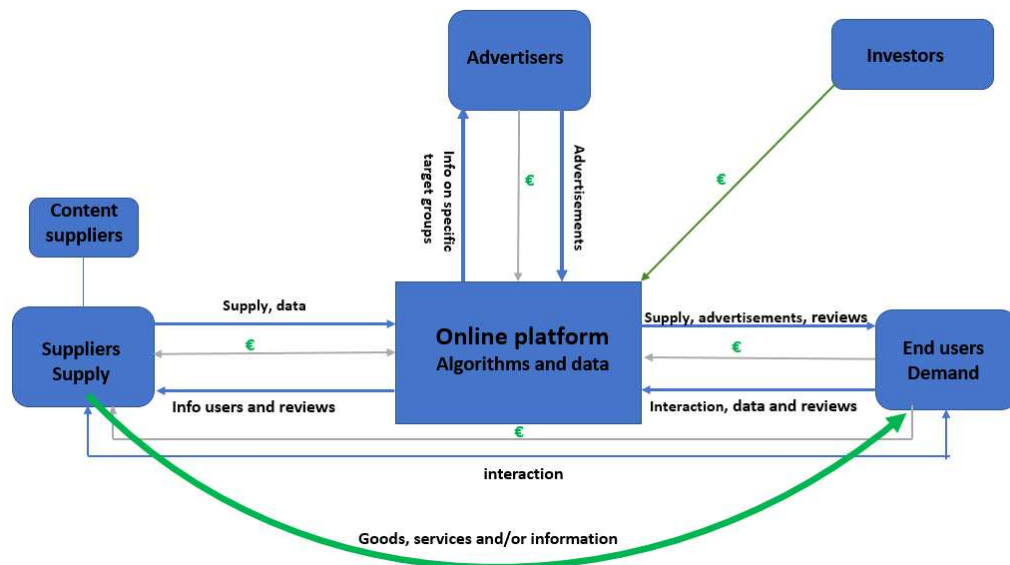 Advertisers
Investors
Info on specific
target groups
€
Advertisements
€
Content
suppliers
Supply, data
Online platform
Algorithms and data
Supply, advertisements, reviews
Suppliers
Supply
€
€
End users
Demand
Info users and reviews
Interaction, data and reviews
€
interaction
Goods, services and/or information